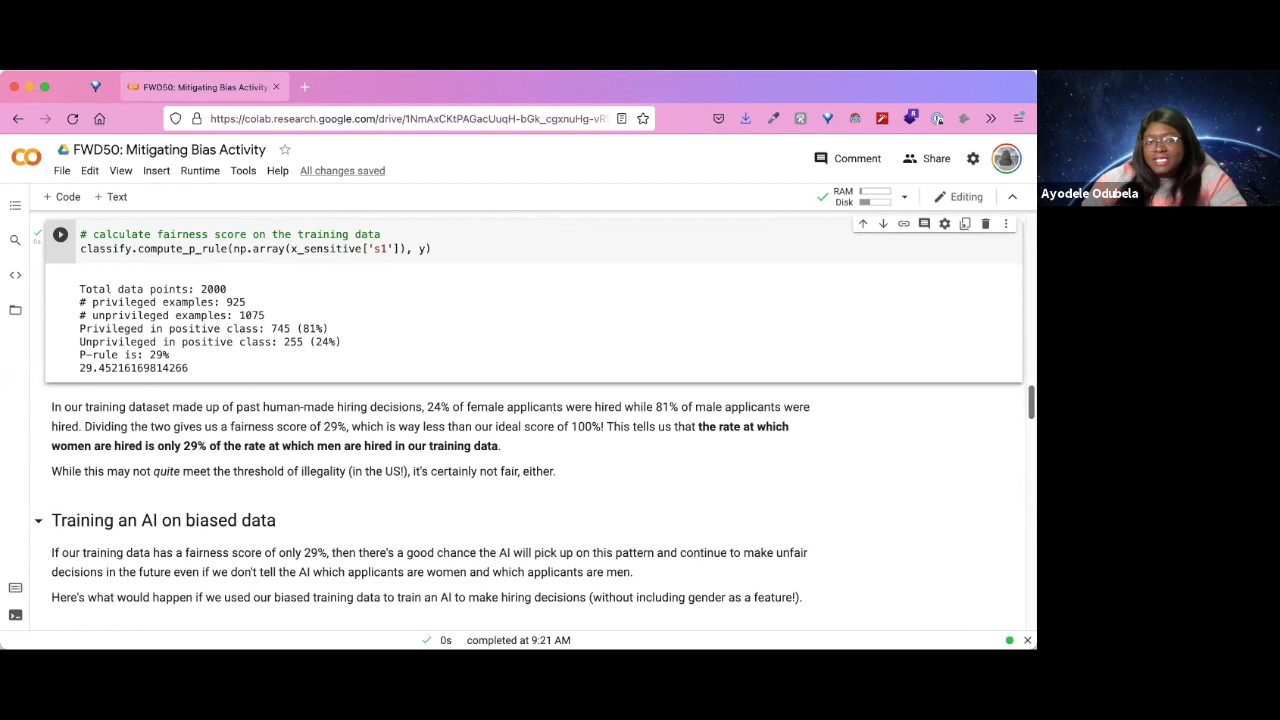 FWD50: Mitigating Bias Activity
https://colab.research.google.com/drive/1NmAxCKtPAGacUuqH-bGk_cgxnuHg-vR
FWD50: Mitigating Bias Activity
File Edit View Insert Runtime Tools Help All changes saved
Comment Share
+ Code + Text
RAM
Disk
Editing
# calculate fairness score on the training data
classify.compute_p_rule(np.array(x_sensitive['s1']), y)
0s
Total data points: 2000
# privileged examples: 925
# unprivileged examples: 1075
Privileged in positive class: 745 (81%)
Unprivileged in positive class: 255 (24%)
P-rule is: 29%
29.45216169814266
In our training dataset made up of past human-made hiring decisions, 24% of female applicants were hired while 81% of male applicants were
hired. Dividing the two gives us a fairness score of 29%, which is way less than our ideal score of 100%! This tells us that the rate at which
women are hired is only 29% of the rate at which men are hired in our training data.
While this may not quite meet the threshold of illegality (in the US!), it's certainly not fair, either.
Training an AI on biased data
If our training data has a fairness score of only 29%, then there's a good chance the AI will pick up on this pattern and continue to make unfair
decisions in the future even if we don't tell the AI which applicants are women and which applicants are men.
Here's what would happen if we used our biased training data to train an AI to make hiring decisions (without including gender as a feature!).
0s completed at 9:21 AM
Ayodele Odubela